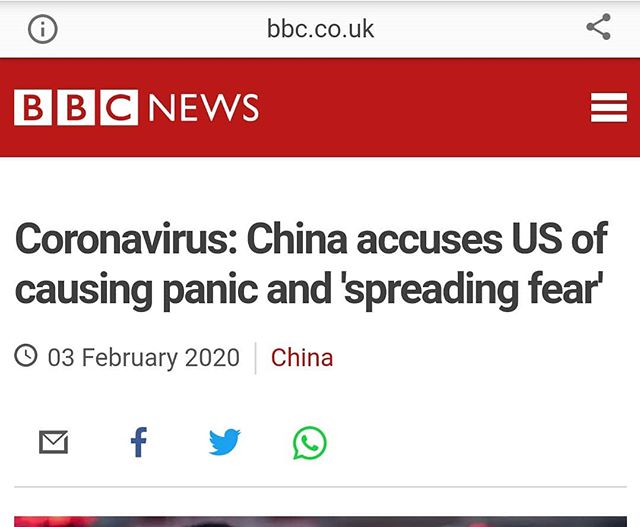 bbc.co.uk
BBC NEWS
Coronavirus: China accuses US of
causing panic and 'spreading fear'
03 February 2020 China